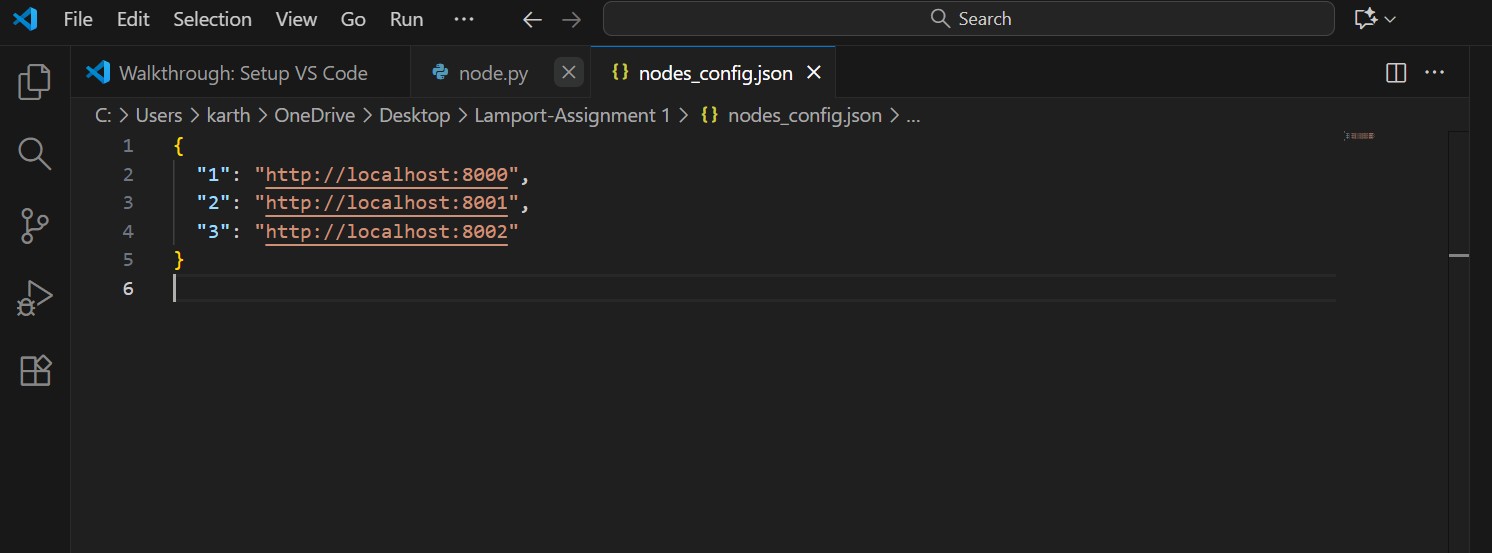 File Edit Selection View Go Run ... Search
Walkthrough: Setup VS Code node.py {} nodes_config.json
C: > Users > karth > OneDrive > Desktop > Lamport-Assignment 1 > {} nodes_config.json > ...
1 {
2 "1": "http://localhost:8000",
3 "2": "http://localhost:8001",
4 "3": "http://localhost:8002"
5 }
6